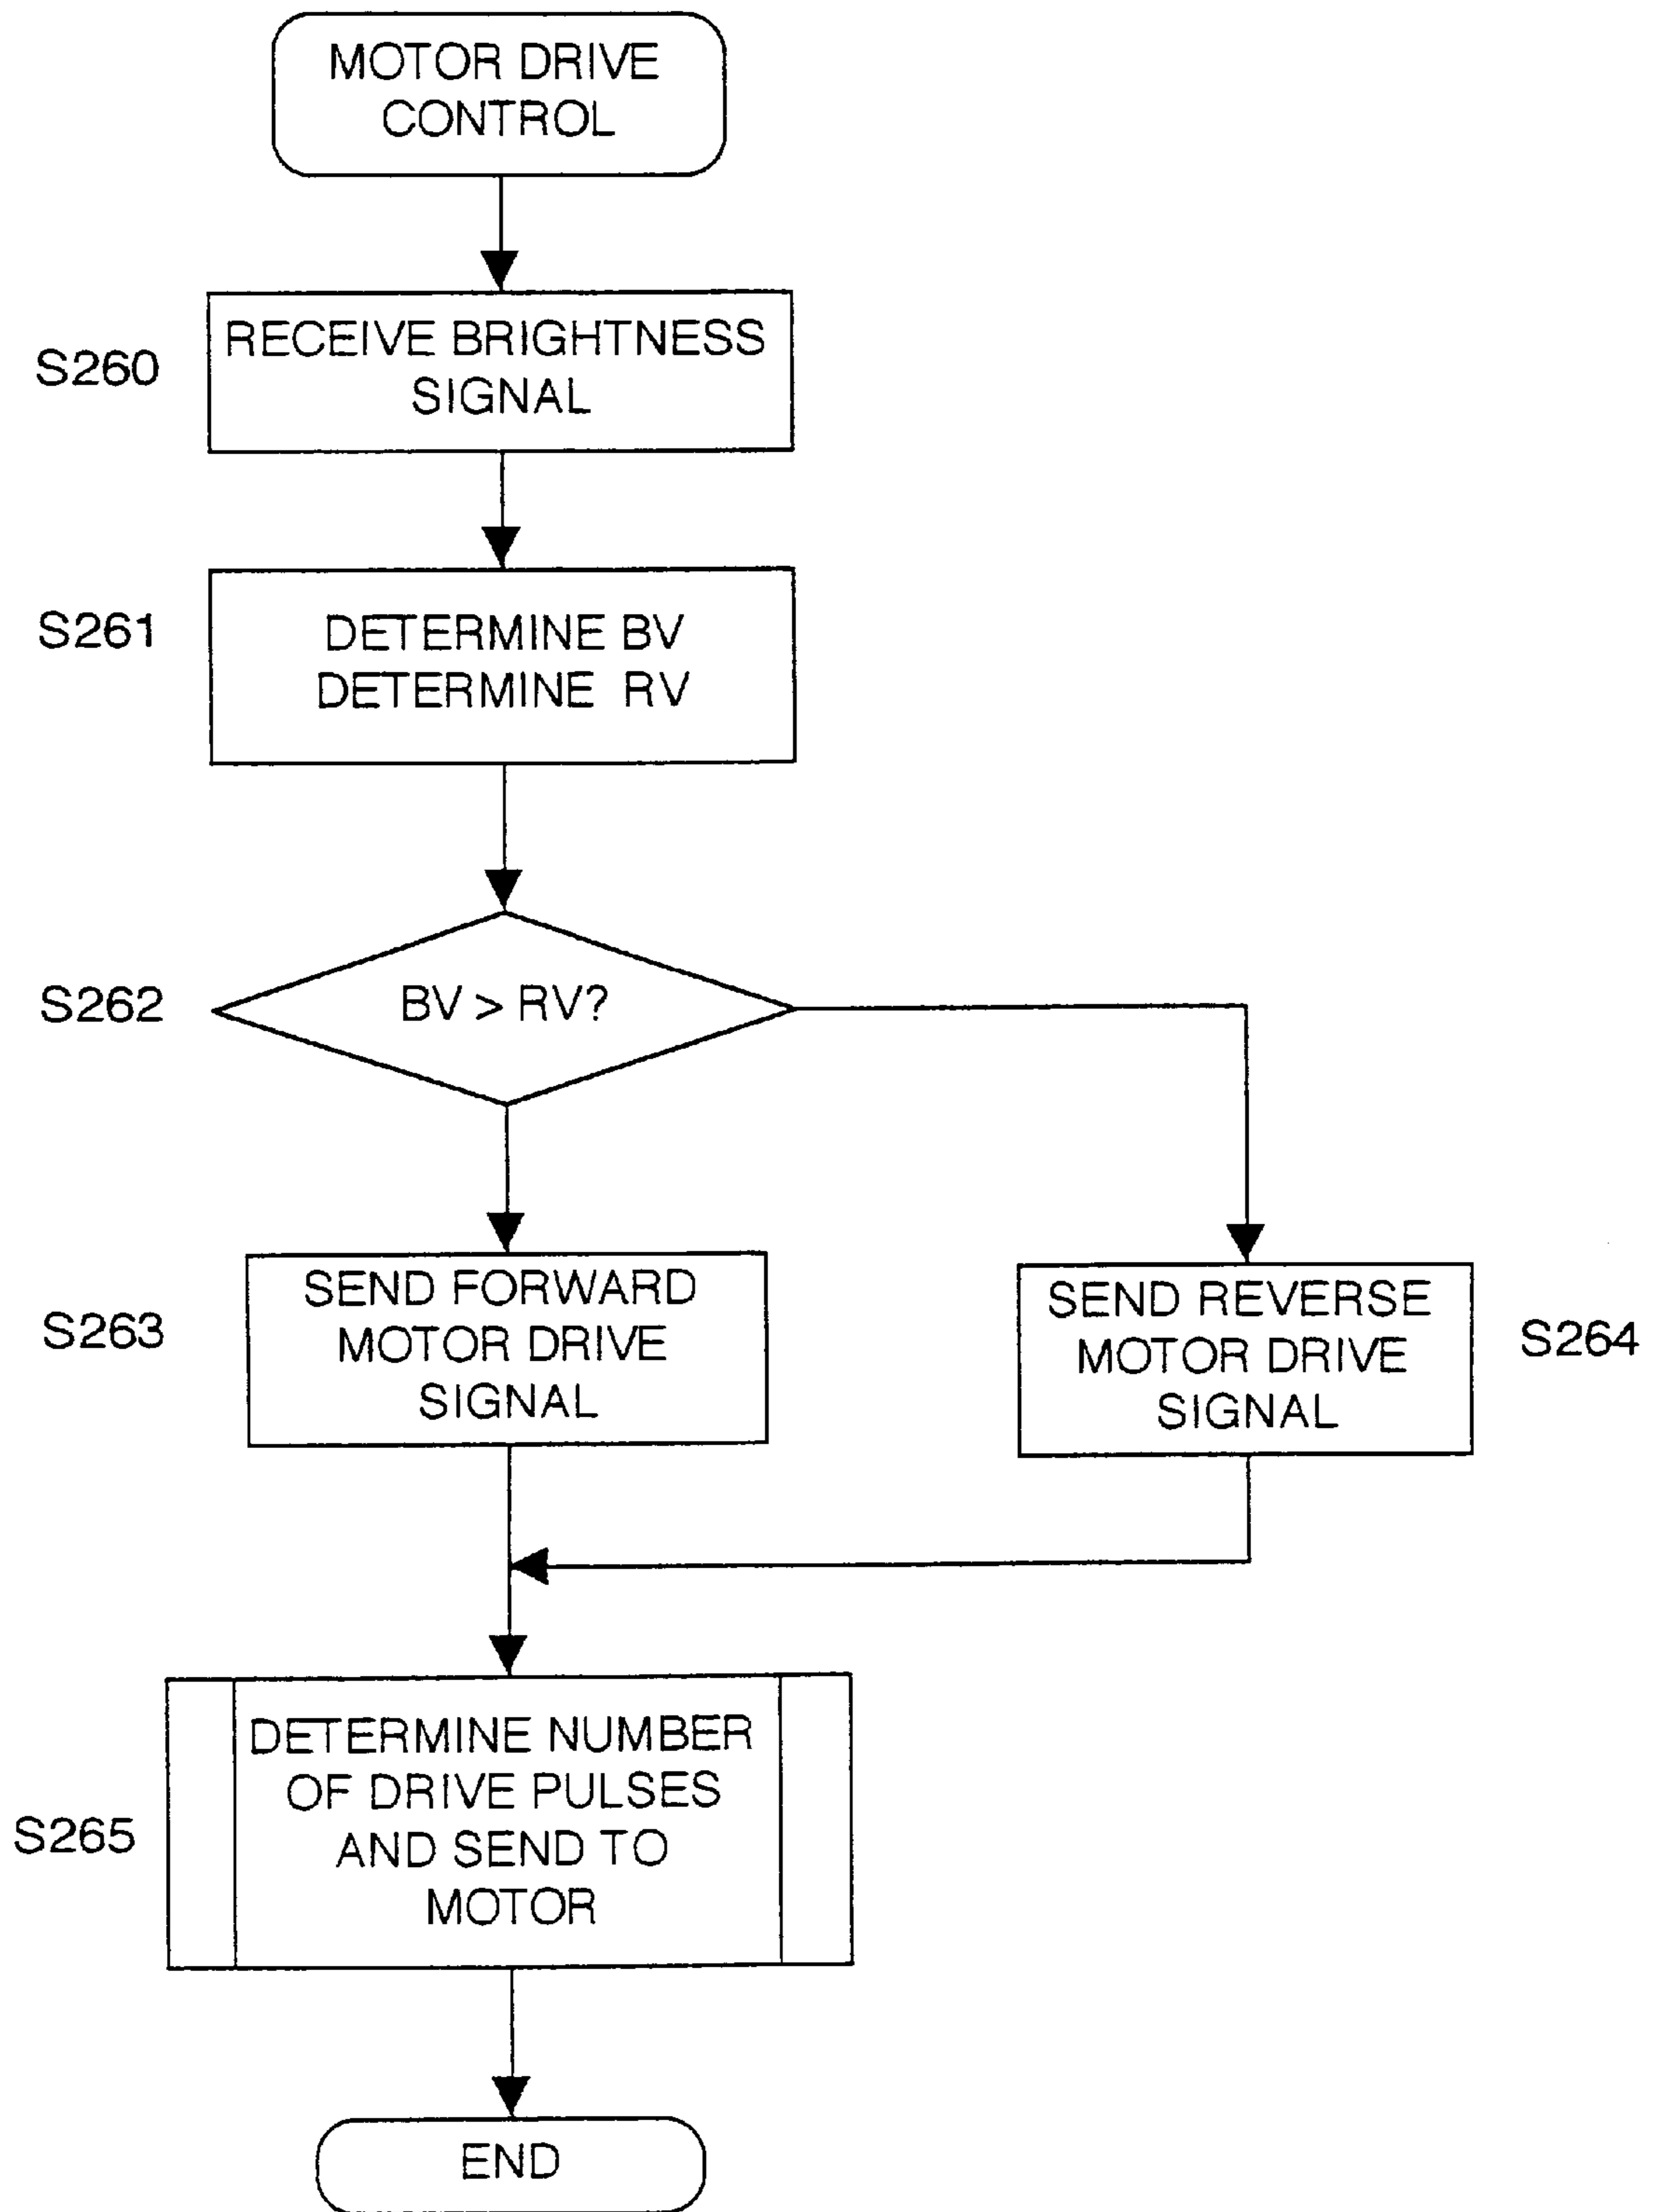 MOTOR DRIVE
CONTROL
S260
RECEIVE BRIGHTNESS
SIGNAL
S261
DETERMINE BV
DETERMINE RV
S262
BV > RV?
S263
SEND FORWARD
MOTOR DRIVE
SIGNAL
SEND REVERSE
MOTOR DRIVE
SIGNAL
S264
S265
DETERMINE NUMBER
OF DRIVE PULSES
AND SEND TO
MOTOR
END